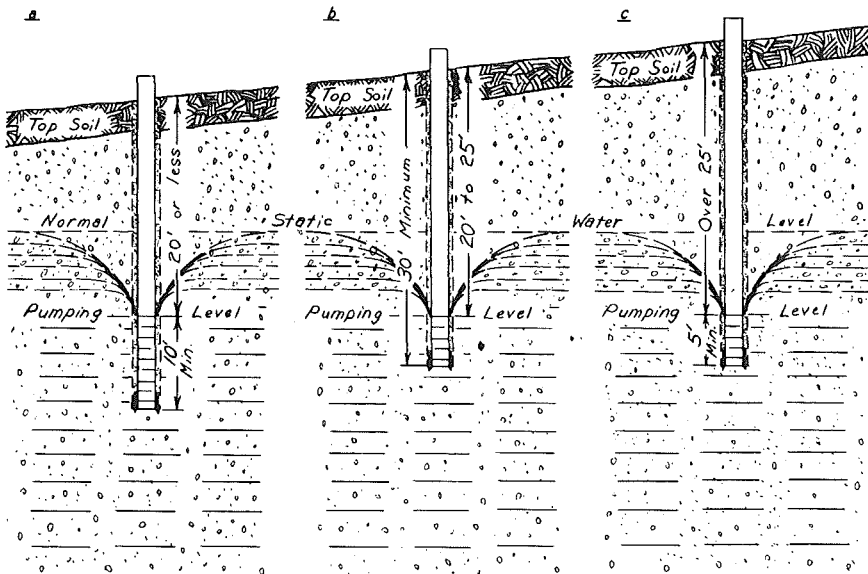 a
b
c
Top Soil
Top Soil
Top Soil
20' or less
30' Minimum
20' to 25'
Over 25'
Normal Static Water Level
Pumping Level
Pumping Level
Pumping Level
10' Min.
5' Min.